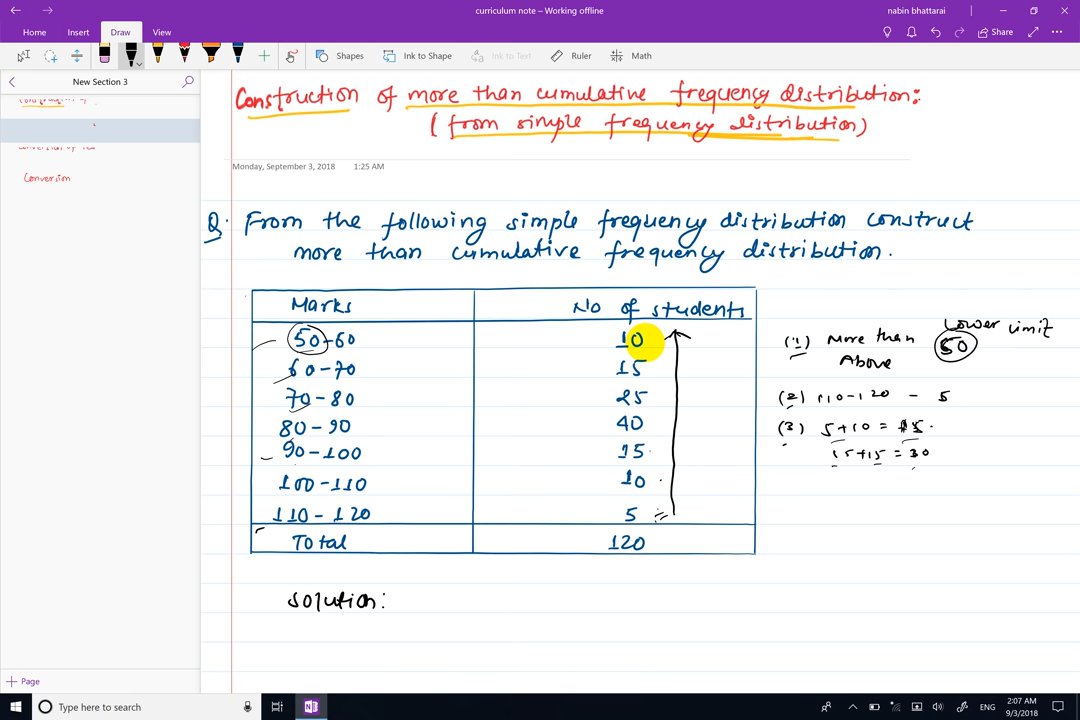 curriculum note – Working offline
nabin bhattarai
Home Insert Draw View
Share
Shapes Ink to Shape Ink to Text Ruler Math
New Section 3
Conversion
Page
Construction of more than cumulative frequency distribution:
(from simple frequency distribution)
Monday, September 3, 2018 1:25 AM
Q. From the following simple frequency distribution construct
more than cumulative frequency distribution.
Marks No of students
50-60 10
60-70 15
70-80 25
80-90 40
90-100 15
100-110 10
110-120 5
Total 120
Lower limit
(1) More than 50
Above
(2) 110-120 - 5
(3) 5+10 = 15.
15+15 = 30
Solution:
Type here to search
ENG
2:07 AM
9/3/2018